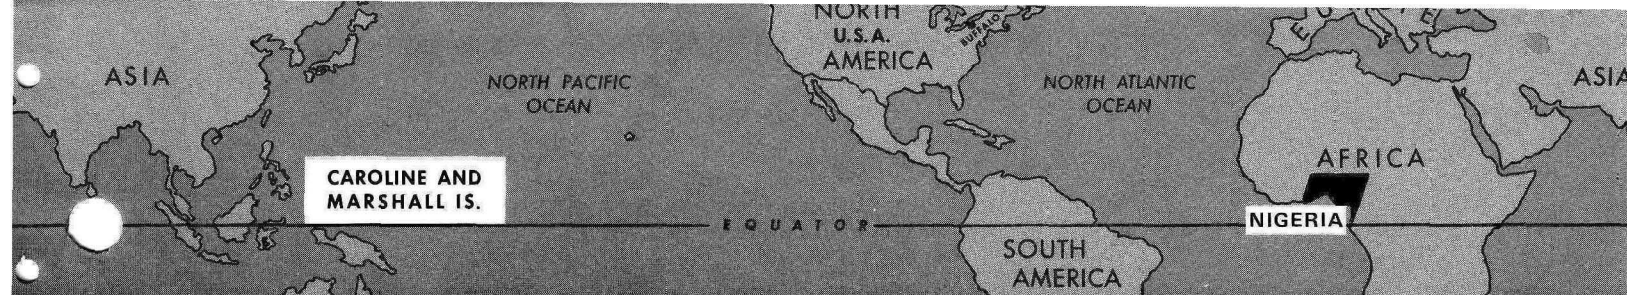 ASIA
NORTH PACIFIC
OCEAN
CAROLINE AND
MARSHALL IS.
EQUATOR
NORTH
U.S.A.
AMERICA
BUFFALO
NORTH ATLANTIC
OCEAN
SOUTH
AMERICA
EUROPE
AFRICA
NIGERIA
ASIA